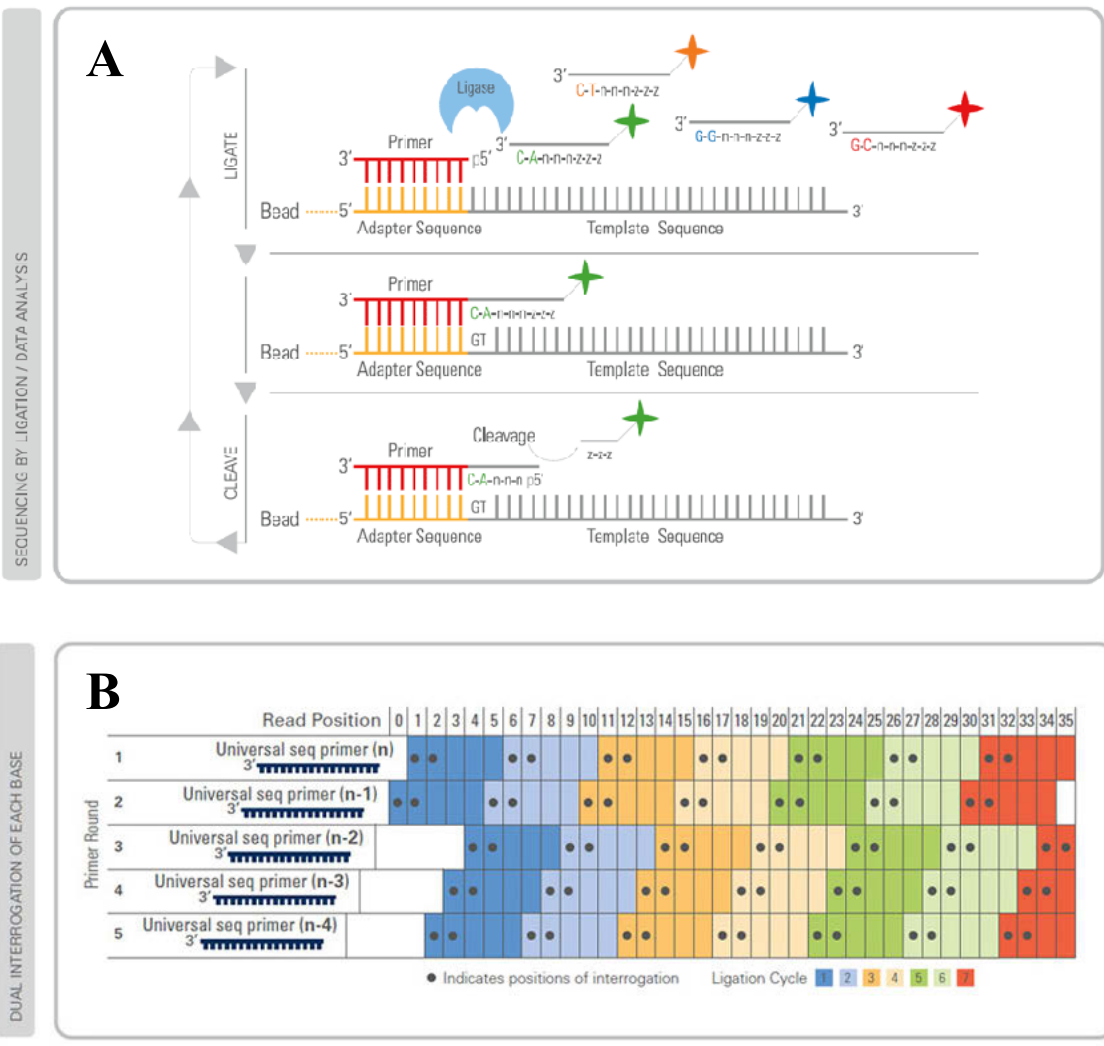 SEQUENCING BY LIGATION / DATA ANALYSIS
A
LIGATE
Ligase
3′
C-T-n-n-n-z-z-z
3′
C-A-n-n-n-z-z-z
3′
G-G-n-n-n-z-z-z
3′
G-C-n-n-n-z-z-z
Primer
3′ p5′
Bead 5′ 3′
Adapter Sequence Template Sequence
Primer
3′
C-A-n-n-n-z-z-z
GT
Bead 5′ 3′
Adapter Sequence Template Sequence
CLEAVE
Cleavage
z-z-z
Primer
3′
C-A-n-n-n p5′
GT
Bead 5′ 3′
Adapter Sequence Template Sequence
DUAL INTERROGATION OF EACH BASE
B
Read Position 0 1 2 3 4 5 6 7 8 9 10 11 12 13 14 15 16 17 18 19 20 21 22 23 24 25 26 27 28 29 30 31 32 33 34 35
Primer Round
1 Universal seq primer (n)
3′
2 Universal seq primer (n-1)
3′
3 Universal seq primer (n-2)
3′
4 Universal seq primer (n-3)
3′
5 Universal seq primer (n-4)
3′
• Indicates positions of interrogation Ligation Cycle 1 2 3 4 5 6 7